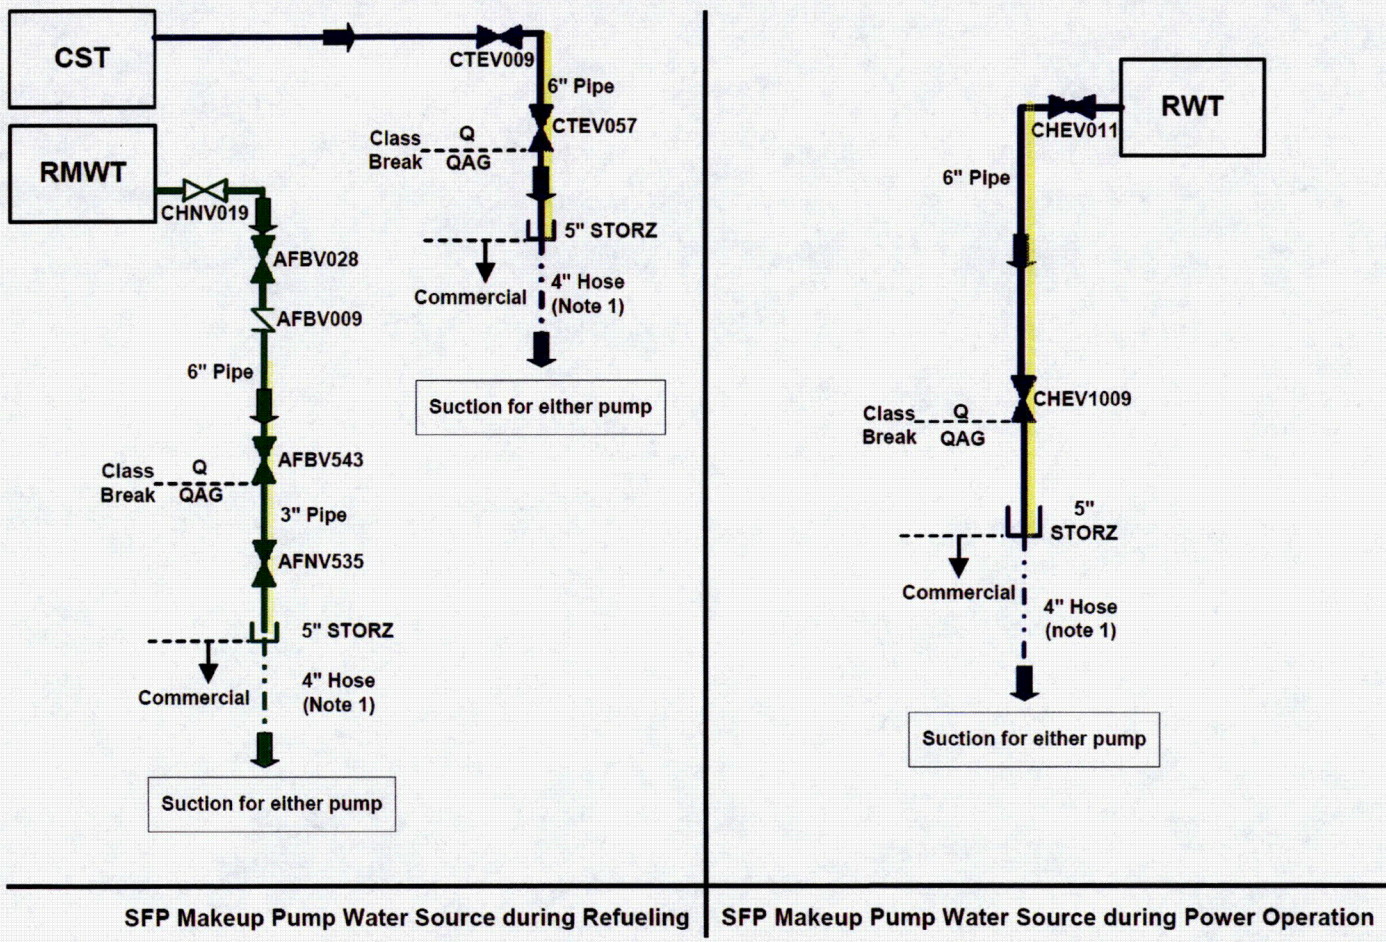 CST
CTEV009
6" Pipe
CTEV057
Class
Break
Q
QAG
5" STORZ
Commercial
4" Hose
(Note 1)
Suction for either pump
RMWT
CHNV019
AFBV028
AFBV009
6" Pipe
AFBV543
Class
Break
Q
QAG
3" Pipe
AFNV535
5" STORZ
Commercial
4" Hose
(Note 1)
Suction for either pump
SFP Makeup Pump Water Source during Refueling
RWT
CHEV011
6" Pipe
CHEV1009
Class
Break
Q
QAG
5"
STORZ
Commercial
4" Hose
(note 1)
Suction for either pump
SFP Makeup Pump Water Source during Power Operation